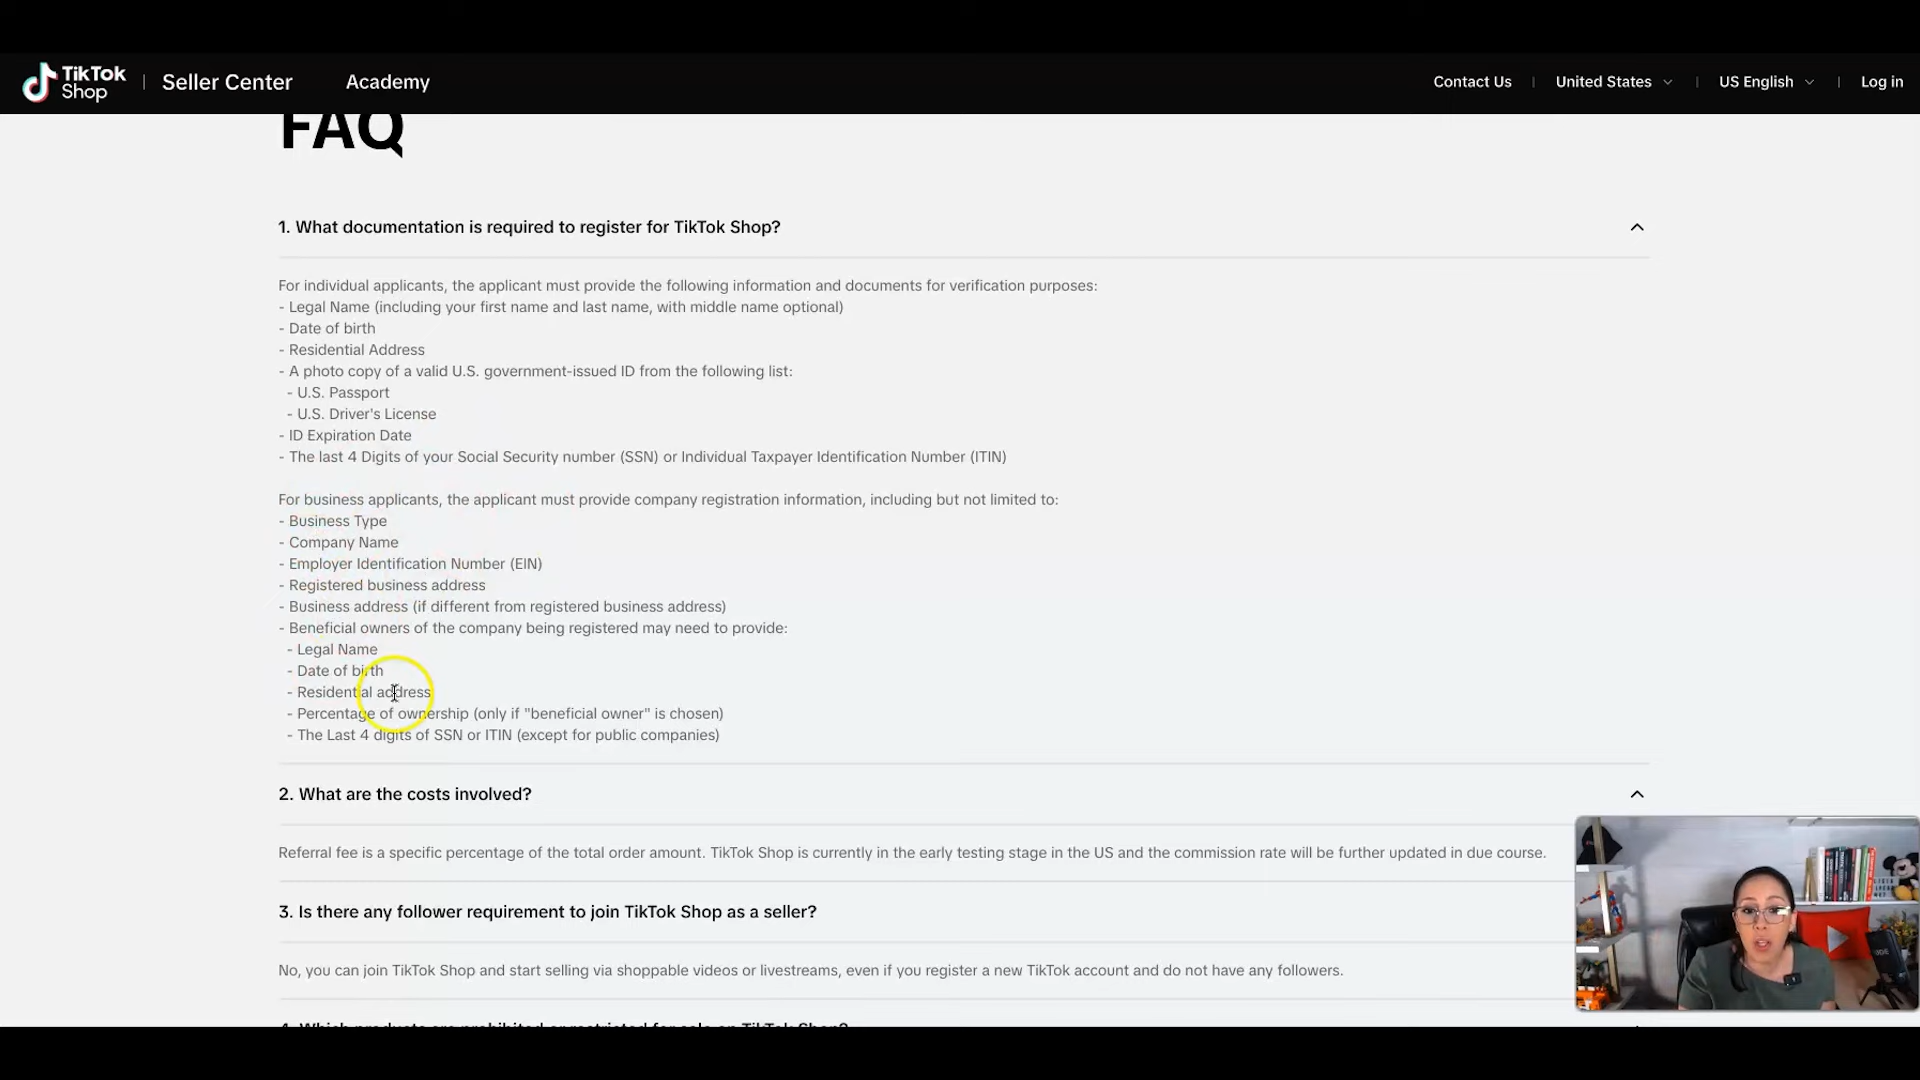 TikTok Shop
Seller Center
Academy
Contact Us
United States
US English
Log in
FAQ
1. What documentation is required to register for TikTok Shop?
For individual applicants, the applicant must provide the following information and documents for verification purposes:
- Legal Name (including your first name and last name, with middle name optional)
- Date of birth
- Residential Address
- A photo copy of a valid U.S. government-issued ID from the following list:
- U.S. Passport
- U.S. Driver's License
- ID Expiration Date
- The last 4 Digits of your Social Security number (SSN) or Individual Taxpayer Identification Number (ITIN)
For business applicants, the applicant must provide company registration information, including but not limited to:
- Business Type
- Company Name
- Employer Identification Number (EIN)
- Registered business address
- Business address (if different from registered business address)
- Beneficial owners of the company being registered may need to provide:
- Legal Name
- Date of birth
- Residential address
- Percentage of ownership (only if "beneficial owner" is chosen)
- The Last 4 digits of SSN or ITIN (except for public companies)
2. What are the costs involved?
Referral fee is a specific percentage of the total order amount. TikTok Shop is currently in the early testing stage in the US and the commission rate will be further updated in due course.
3. Is there any follower requirement to join TikTok Shop as a seller?
No, you can join TikTok Shop and start selling via shoppable videos or livestreams, even if you register a new TikTok account and do not have any followers.
4. Which products are prohibited or restricted for sale on TikTok Shop?